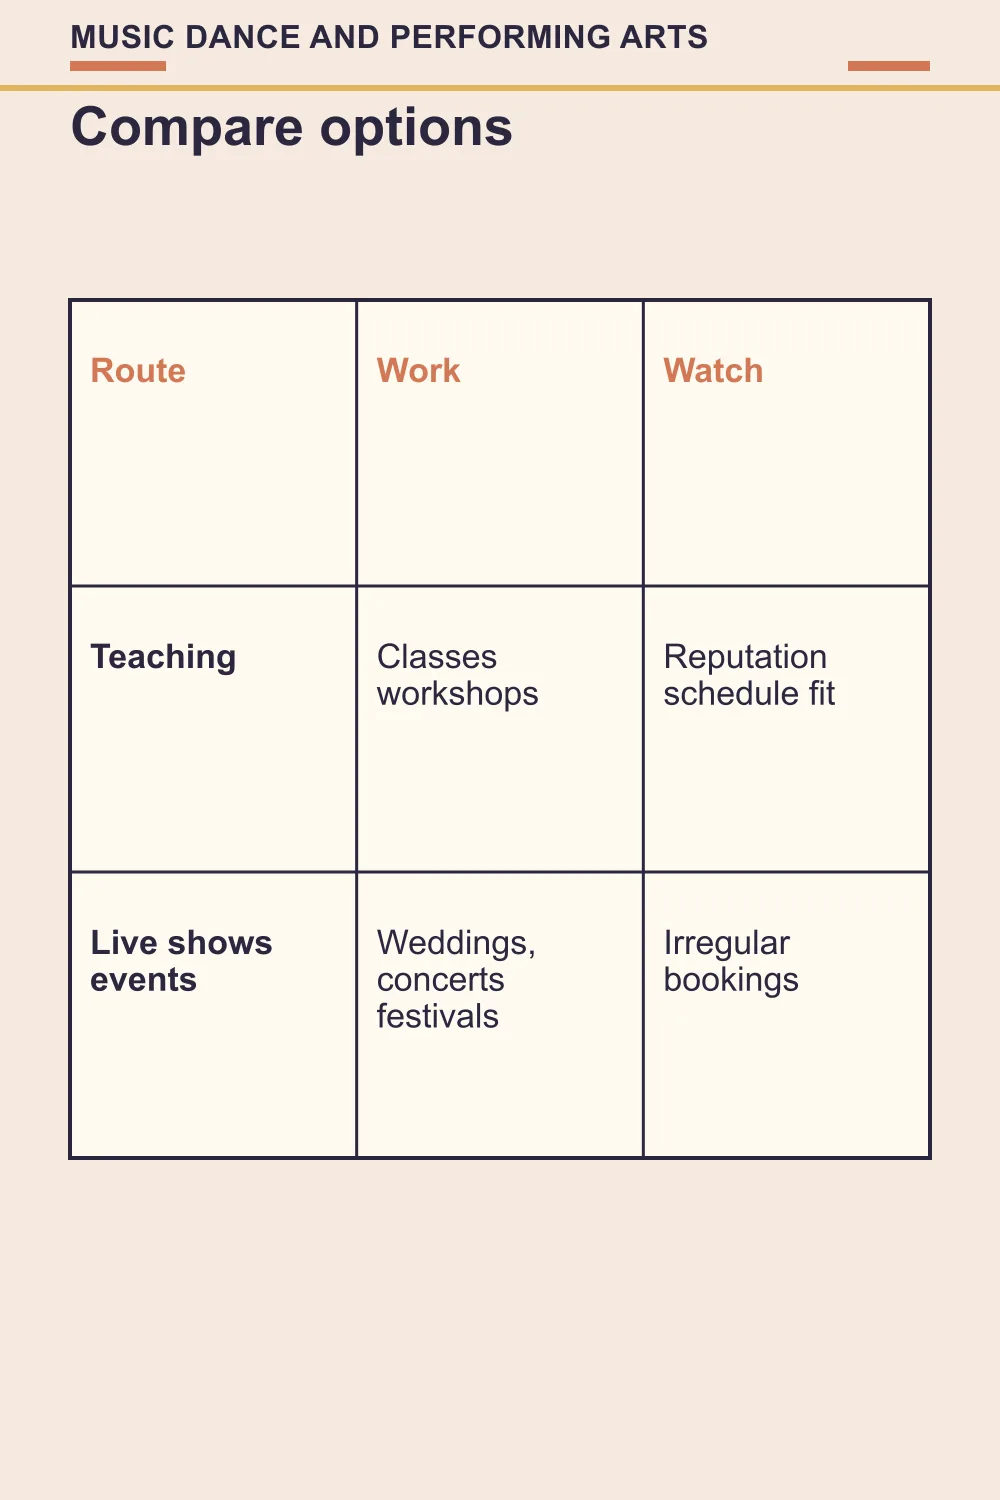 MUSIC DANCE AND PERFORMING ARTS
Compare options
Route
Work
Watch
Teaching
Classes
workshops
Reputation
schedule fit
Live shows
events
Weddings,
concerts
festivals
Irregular
bookings